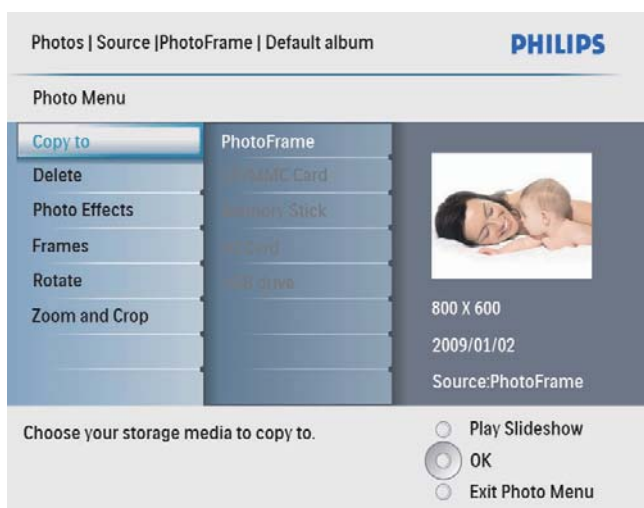 Photos | Source |PhotoFrame | Default album
PHILIPS
Photo Menu
Copy to
Delete
Photo Effects
Frames
Rotate
Zoom and Crop
PhotoFrame
Card
Stick
800 X 600
2009/01/02
Source:PhotoFrame
Choose your storage media to copy to.
Play Slideshow
OK
Exit Photo Menu